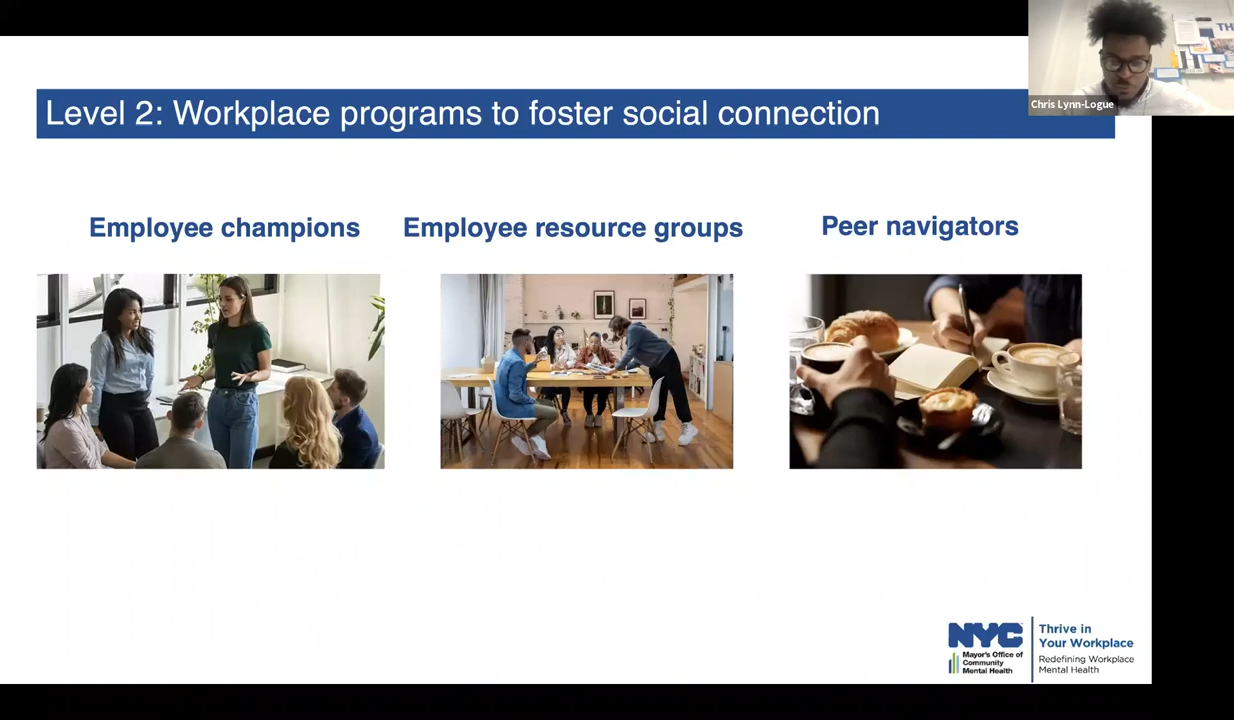 Level 2: Workplace programs to foster social connection
Chris Lynn-Logue
Employee champions
Employee resource groups
Peer navigators
NYC
Mayor's Office of
Community
Mental Health
Thrive in
Your Workplace
Redefining Workplace
Mental Health